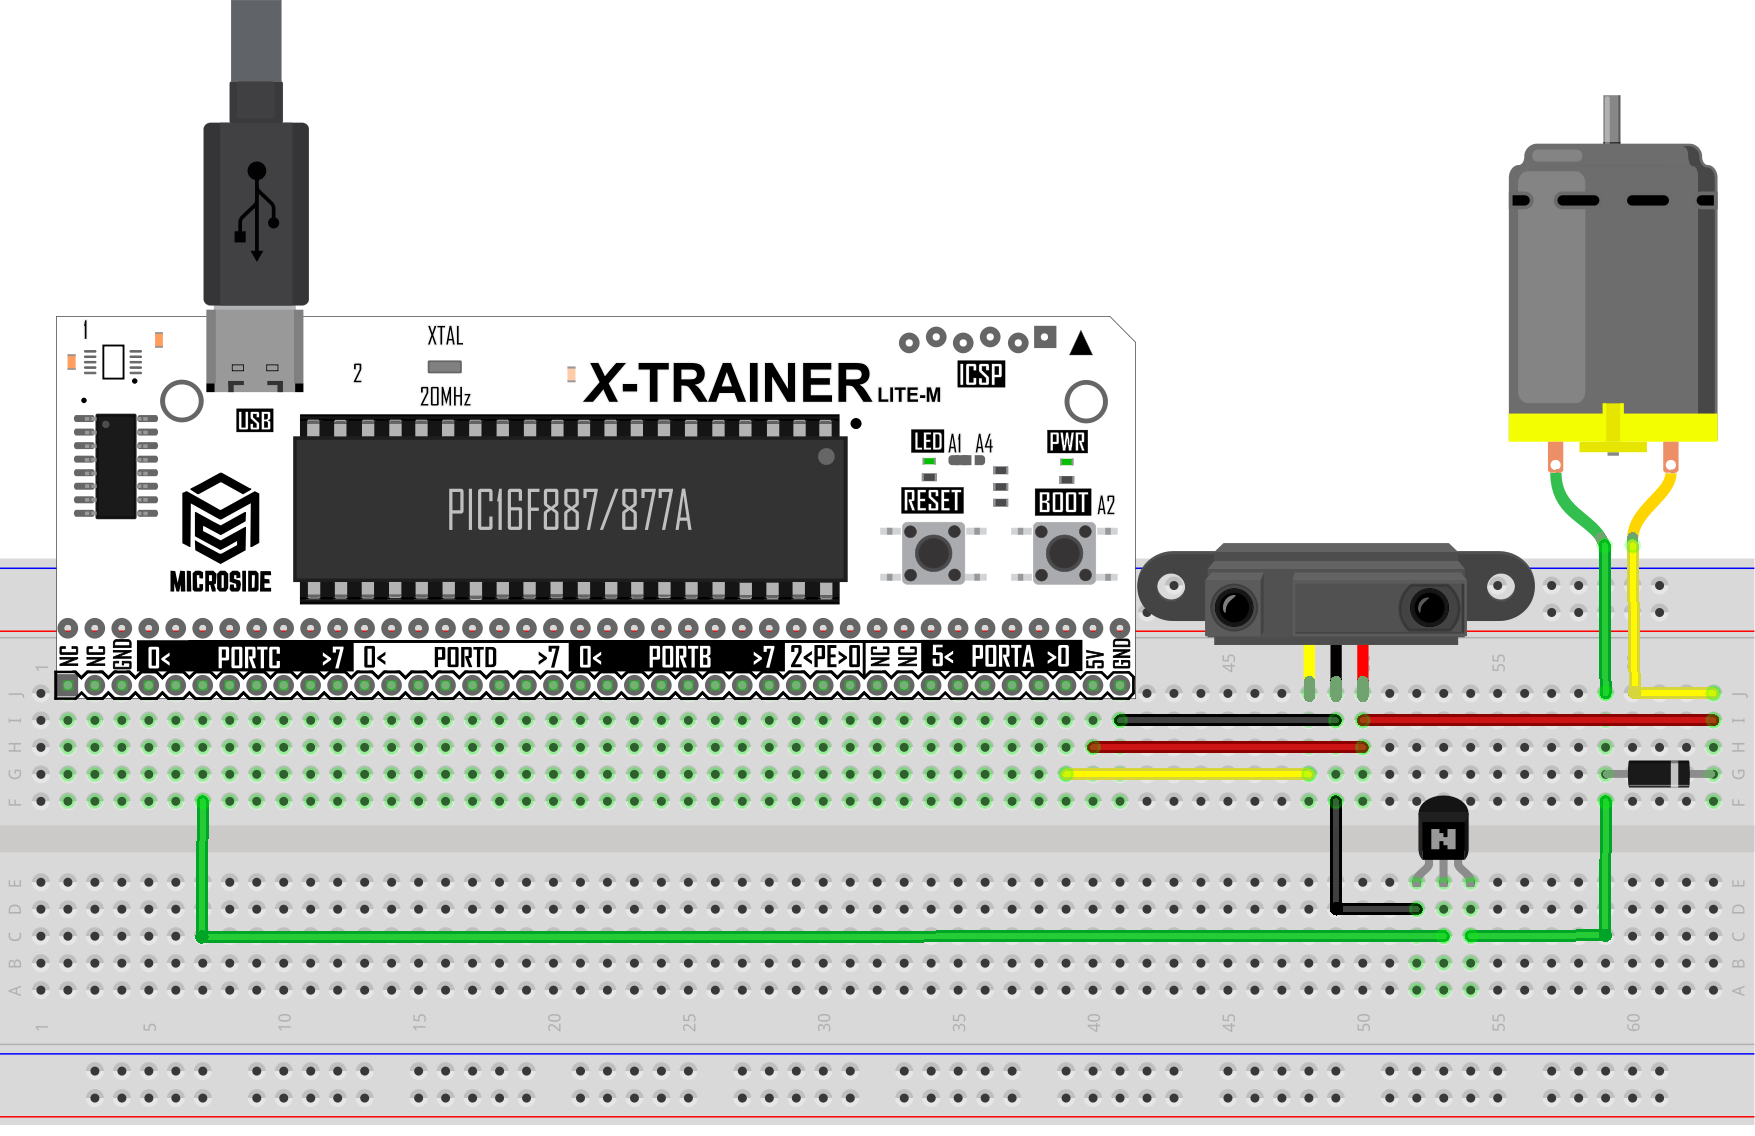 1
XTAL
2
20MHz
X-TRAINER LITE-M
ICSP
USB
LED A1 A4
PWR
PIC16F887/877A
RESET
BOOT A2
MICROSIDE
NC NC GND 0< PORTC >7 0< PORTD >7 0< PORTB >7 2<PE>0 NC NC 5< PORTA >0 5V GND
N
1 45 55
J J
I I
H H
G G
F F
E E
D D
C C
B B
A A
1 5 10 15 20 25 30 35 40 45 50 55 60